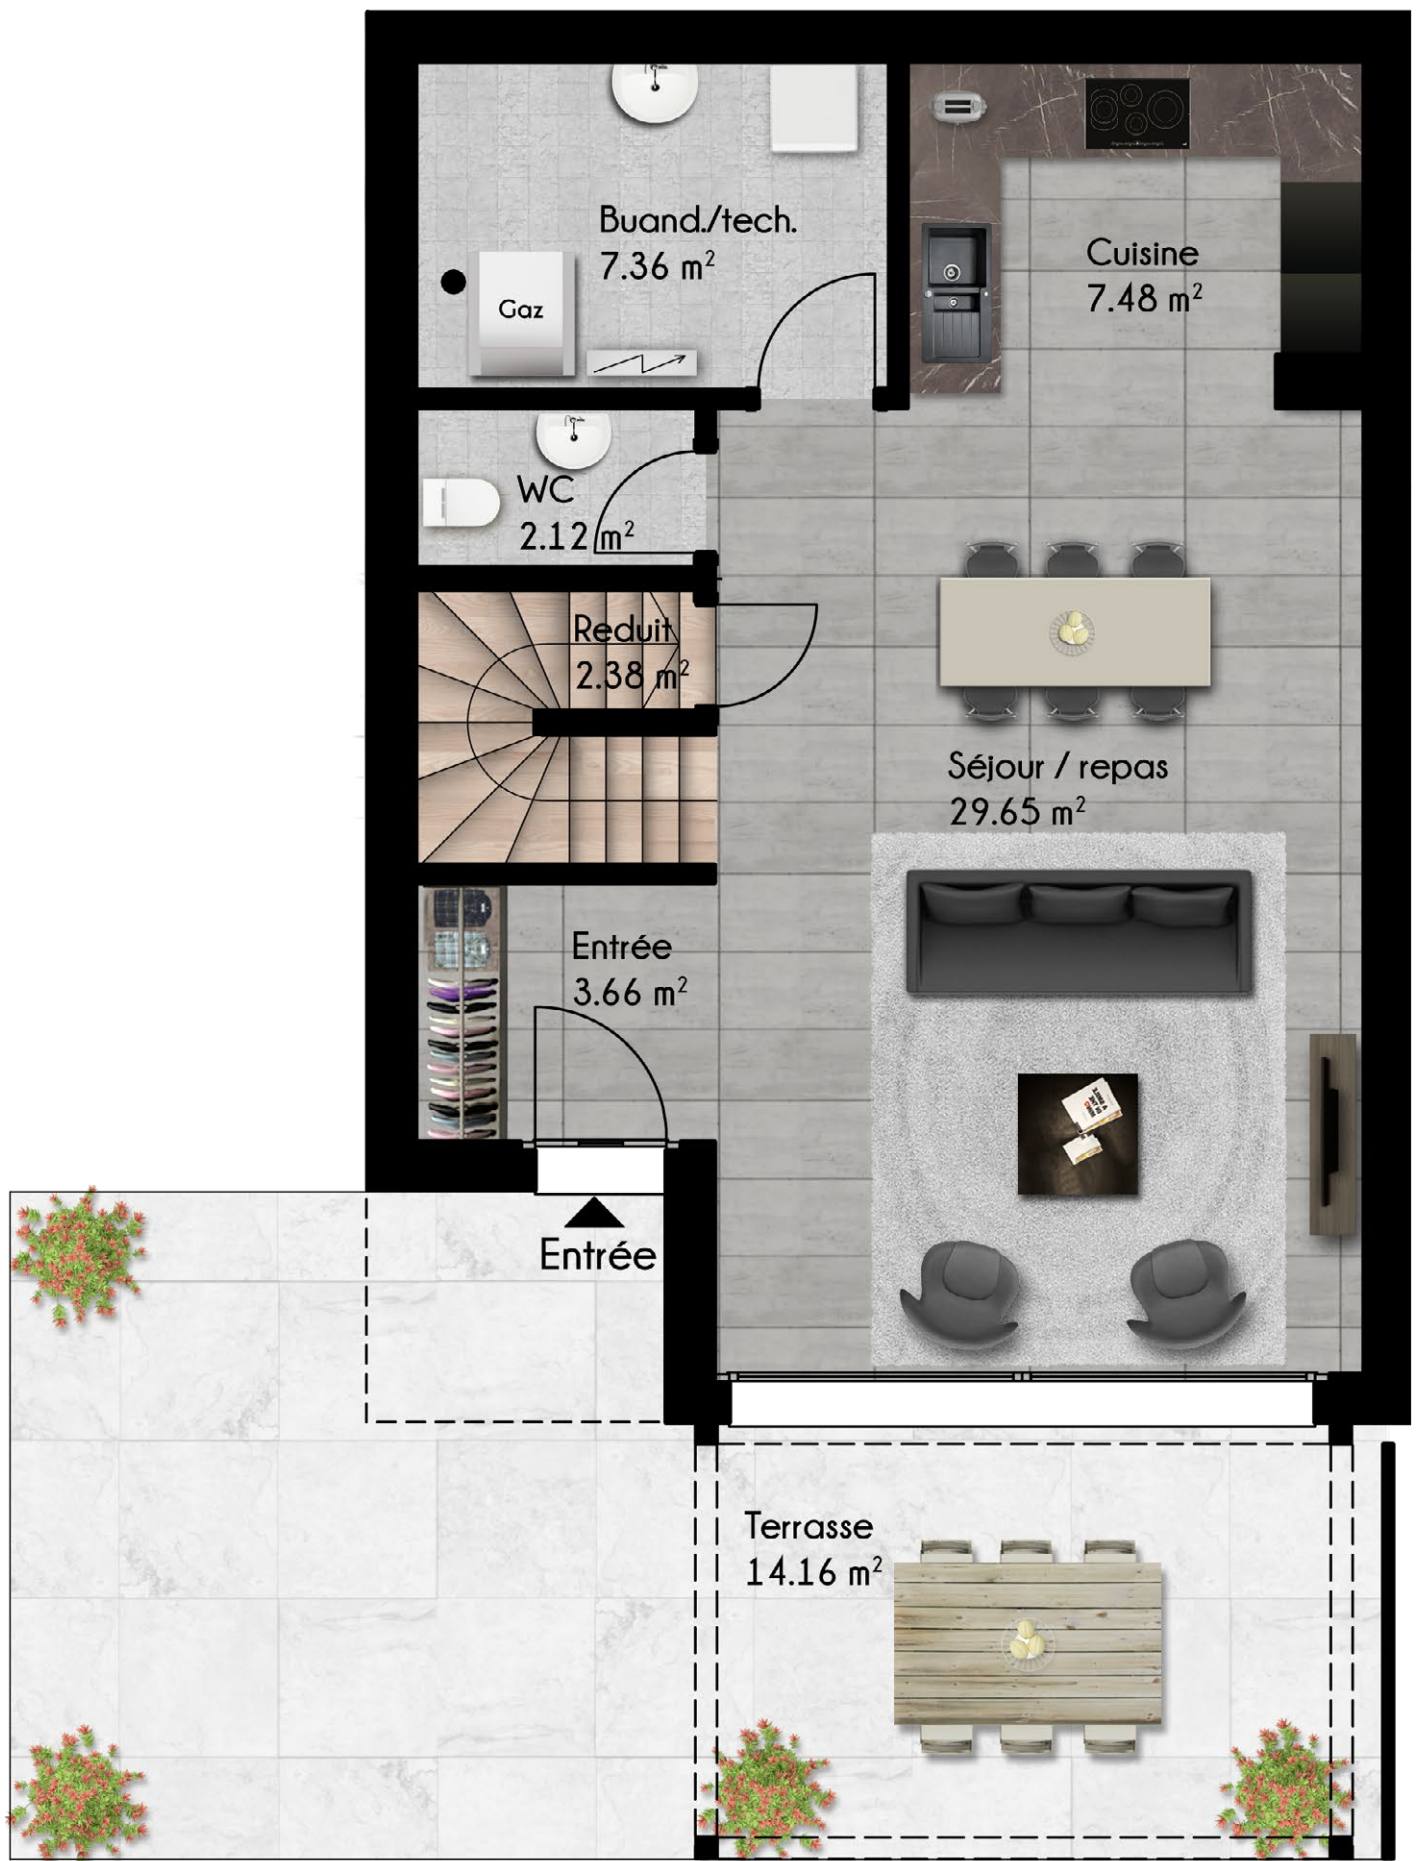 Buand./tech.
7.36 m²
Cuisine
7.48 m²
Gaz
WC
2.12 m²
Reduit
2.38 m²
Séjour / repas
29.65 m²
Entrée
3.66 m²
Entrée
Terrasse
14.16 m²